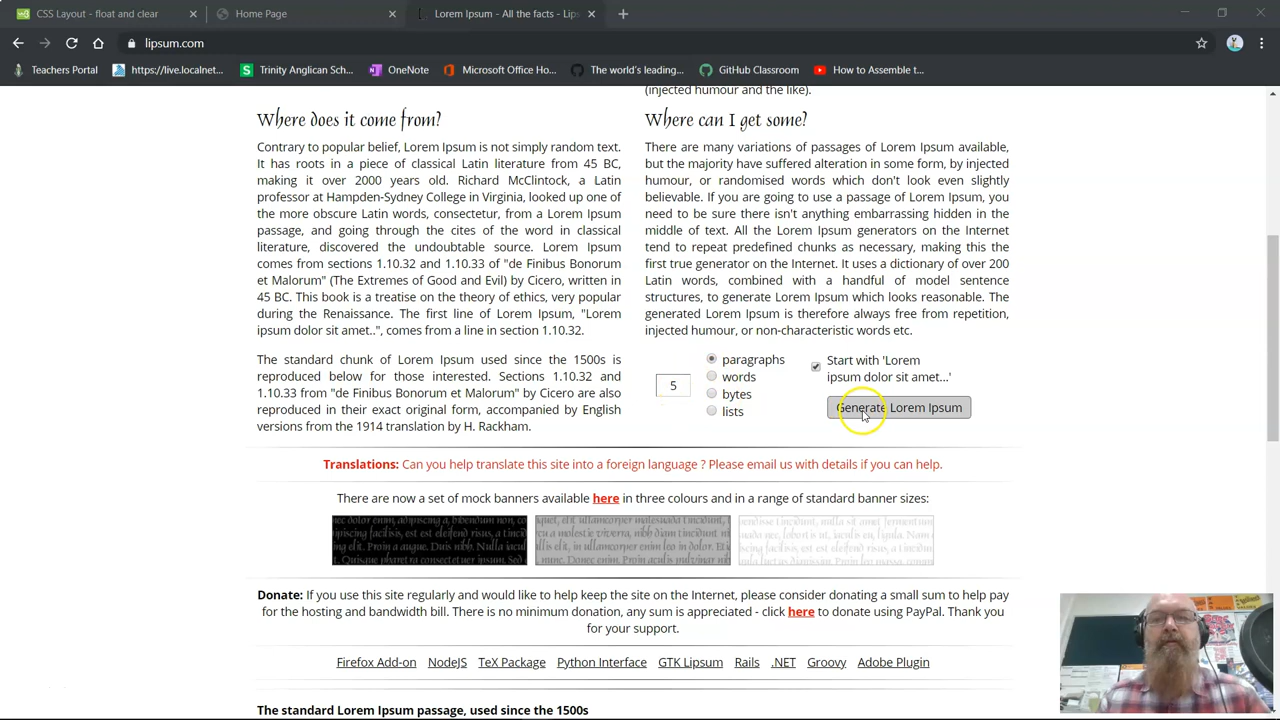 CSS Layout - float and clear
Home Page
Lorem Ipsum - All the facts - Lips
lipsum.com
Teachers Portal
https://live.localnet...
Trinity Anglican Sch...
OneNote
Microsoft Office Ho...
The world's leading...
GitHub Classroom
How to Assemble t...
(injected humour and the like).
Where does it come from?
Contrary to popular belief, Lorem Ipsum is not simply random text.
It has roots in a piece of classical Latin literature from 45 BC,
making it over 2000 years old. Richard McClintock, a Latin
professor at Hampden-Sydney College in Virginia, looked up one of
the more obscure Latin words, consectetur, from a Lorem Ipsum
passage, and going through the cites of the word in classical
literature, discovered the undoubtable source. Lorem Ipsum
comes from sections 1.10.32 and 1.10.33 of "de Finibus Bonorum
et Malorum" (The Extremes of Good and Evil) by Cicero, written in
45 BC. This book is a treatise on the theory of ethics, very popular
during the Renaissance. The first line of Lorem Ipsum, "Lorem
ipsum dolor sit amet..", comes from a line in section 1.10.32.
The standard chunk of Lorem Ipsum used since the 1500s is
reproduced below for those interested. Sections 1.10.32 and
1.10.33 from "de Finibus Bonorum et Malorum" by Cicero are also
reproduced in their exact original form, accompanied by English
versions from the 1914 translation by H. Rackham.
Where can I get some?
There are many variations of passages of Lorem Ipsum available,
but the majority have suffered alteration in some form, by injected
humour, or randomised words which don't look even slightly
believable. If you are going to use a passage of Lorem Ipsum, you
need to be sure there isn't anything embarrassing hidden in the
middle of text. All the Lorem Ipsum generators on the Internet
tend to repeat predefined chunks as necessary, making this the
first true generator on the Internet. It uses a dictionary of over 200
Latin words, combined with a handful of model sentence
structures, to generate Lorem Ipsum which looks reasonable. The
generated Lorem Ipsum is therefore always free from repetition,
injected humour, or non-characteristic words etc.
5
paragraphs
words
bytes
lists
Start with 'Lorem
ipsum dolor sit amet...'
Generate Lorem Ipsum
Translations: Can you help translate this site into a foreign language ? Please email us with details if you can help.
There are now a set of mock banners available here in three colours and in a range of standard banner sizes:
Donate: If you use this site regularly and would like to help keep the site on the Internet, please consider donating a small sum to help pay
for the hosting and bandwidth bill. There is no minimum donation, any sum is appreciated - click here to donate using PayPal. Thank you
for your support.
Firefox Add-on NodeJS TeX Package Python Interface GTK Lipsum Rails .NET Groovy Adobe Plugin
The standard Lorem Ipsum passage, used since the 1500s